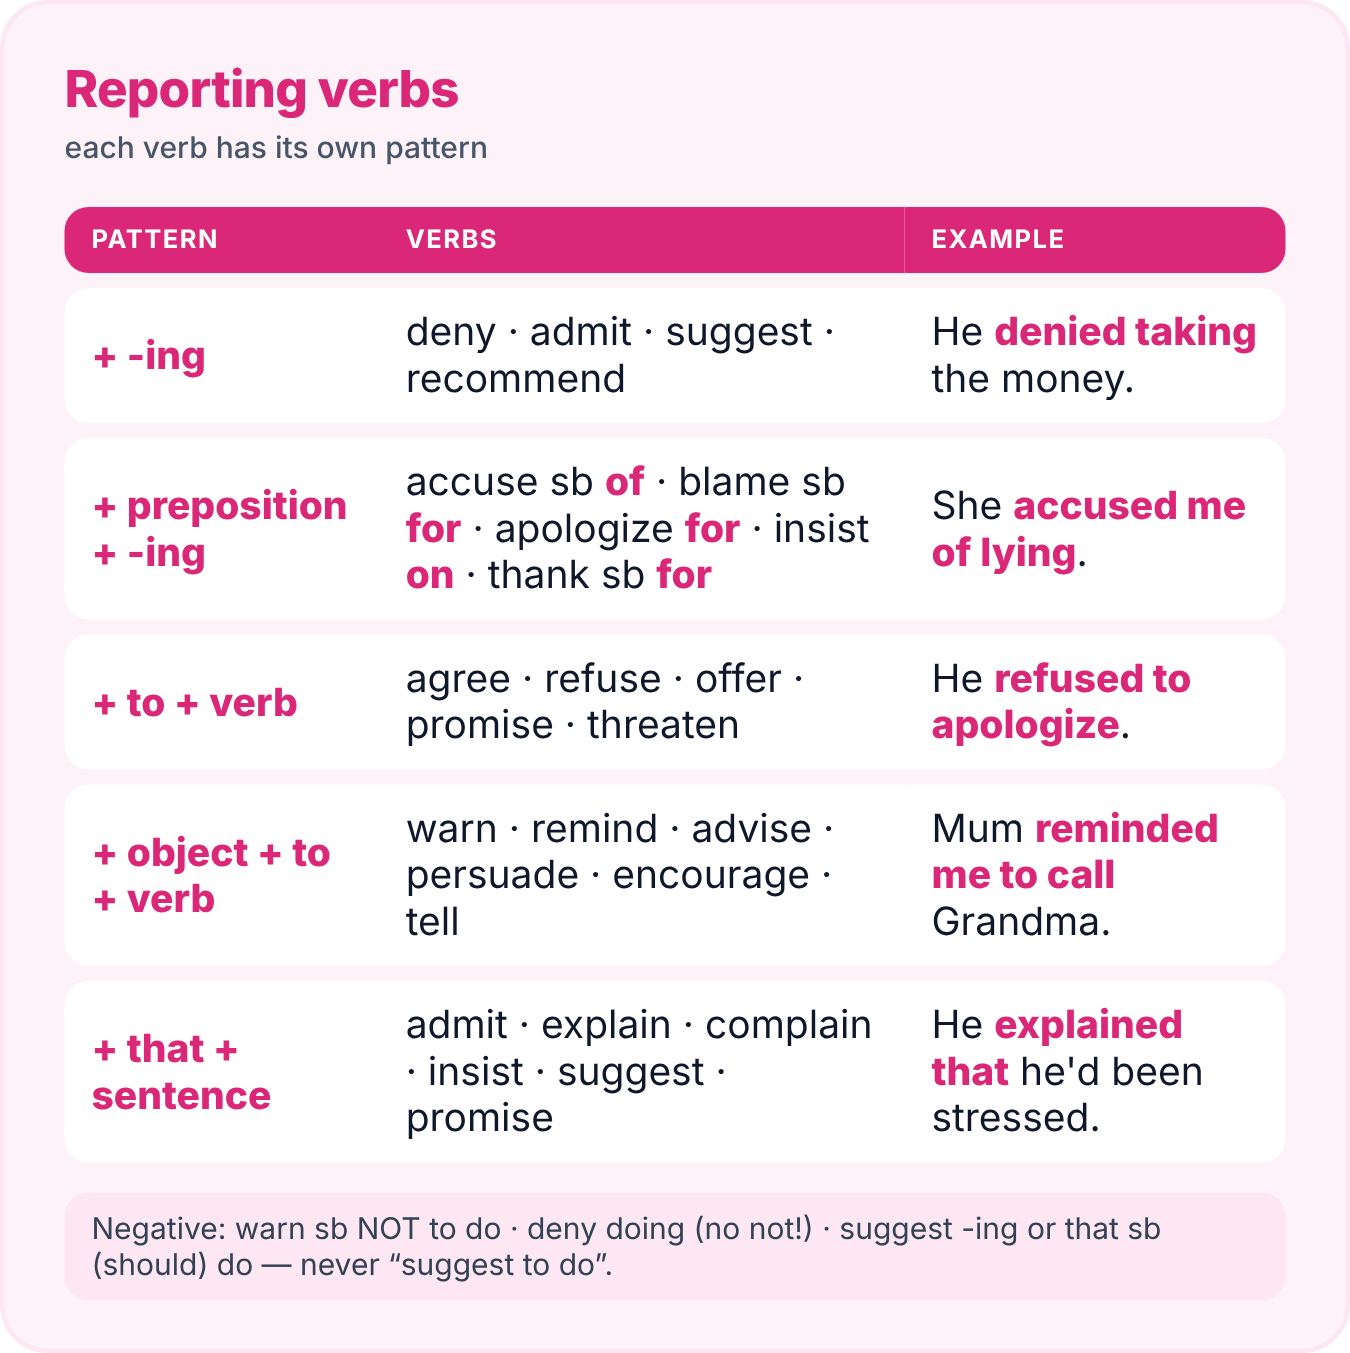 Reporting verbs
each verb has its own pattern
PATTERN VERBS EXAMPLE
+ -ing
deny · admit · suggest ·
recommend
He denied taking
the money.
+ preposition
+ -ing
accuse sb of · blame sb
for · apologize for · insist
on · thank sb for
She accused me
of lying.
+ to + verb
agree · refuse · offer ·
promise · threaten
He refused to
apologize.
+ object + to
+ verb
warn · remind · advise ·
persuade · encourage ·
tell
Mum reminded
me to call
Grandma.
+ that +
sentence
admit · explain · complain
· insist · suggest ·
promise
He explained
that he'd been
stressed.
Negative: warn sb NOT to do · deny doing (no not!) · suggest -ing or that sb
(should) do — never “suggest to do”.